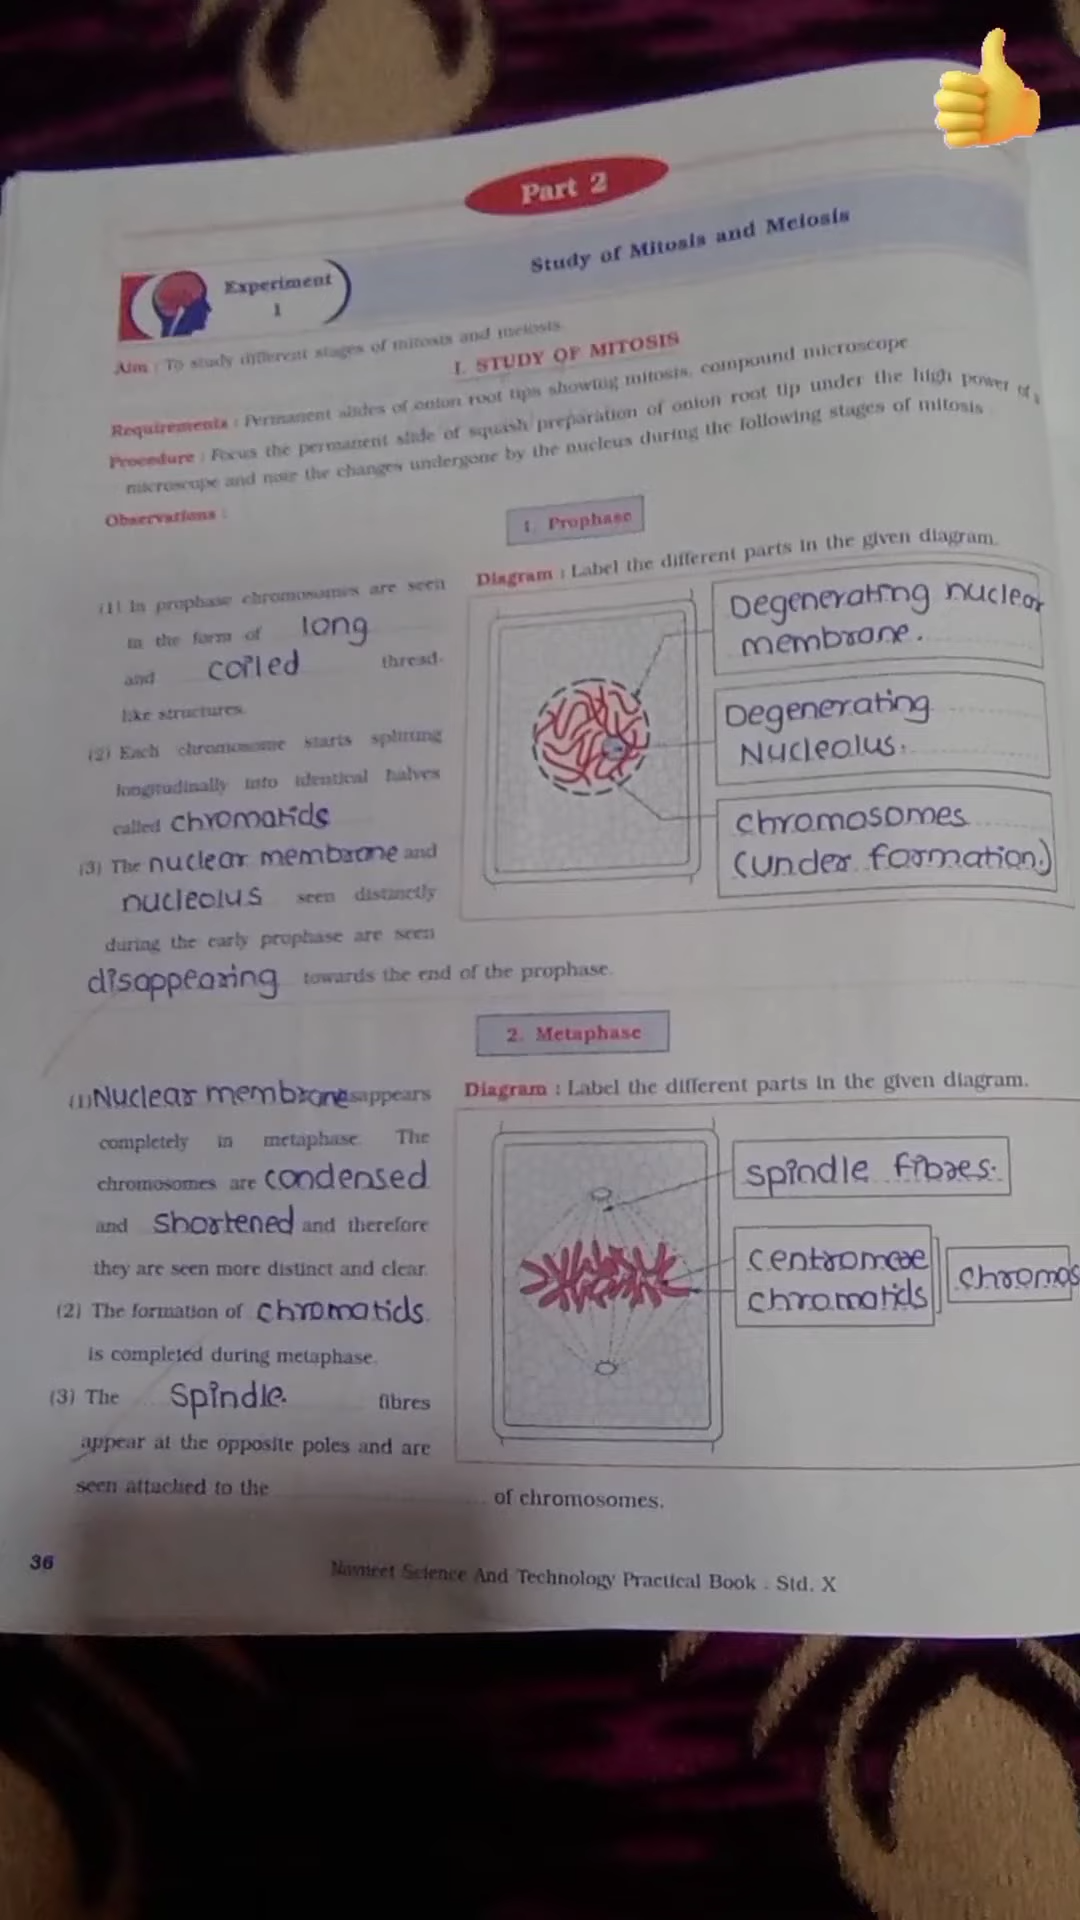 Part 2
Experiment
1
Study of Mitosis and Meiosis
Aim : To study different stages of mitosis and meiosis.
I. STUDY OF MITOSIS
Requirements : Permanent slides of onion root tips showing mitosis, compound microscope
Procedure : Focus the permanent slide of squash preparation of onion root tip under the high power of
microscope and note the changes undergone by the nucleus during the following stages of mitosis
Observations :
1. Prophase
(1) In prophase chromosomes are seen
in the form of long
and coiled thread-
like structures.
(2) Each chromosome starts splitting
longitudinally into identical halves
called chromatids
(3) The nuclear membrane and
nucleolus seen distinctly
during the early prophase are seen
disappearing towards the end of the prophase.
Diagram : Label the different parts in the given diagram.
Degenerating nuclear
membrane.
Degenerating
Nucleolus.
chromosomes
(under formation.)
2. Metaphase
(1) Nuclear membrane sappears
completely in metaphase. The
chromosomes are condensed
and shortened and therefore
they are seen more distinct and clear.
(2) The formation of chromatids.
is completed during metaphase.
(3) The spindle. fibres
appear at the opposite poles and are
seen attached to the of chromosomes.
Diagram : Label the different parts in the given diagram.
spindle fibres.
centromere
chromatids
chromos
36
Navneet Science And Technology Practical Book : Std. X